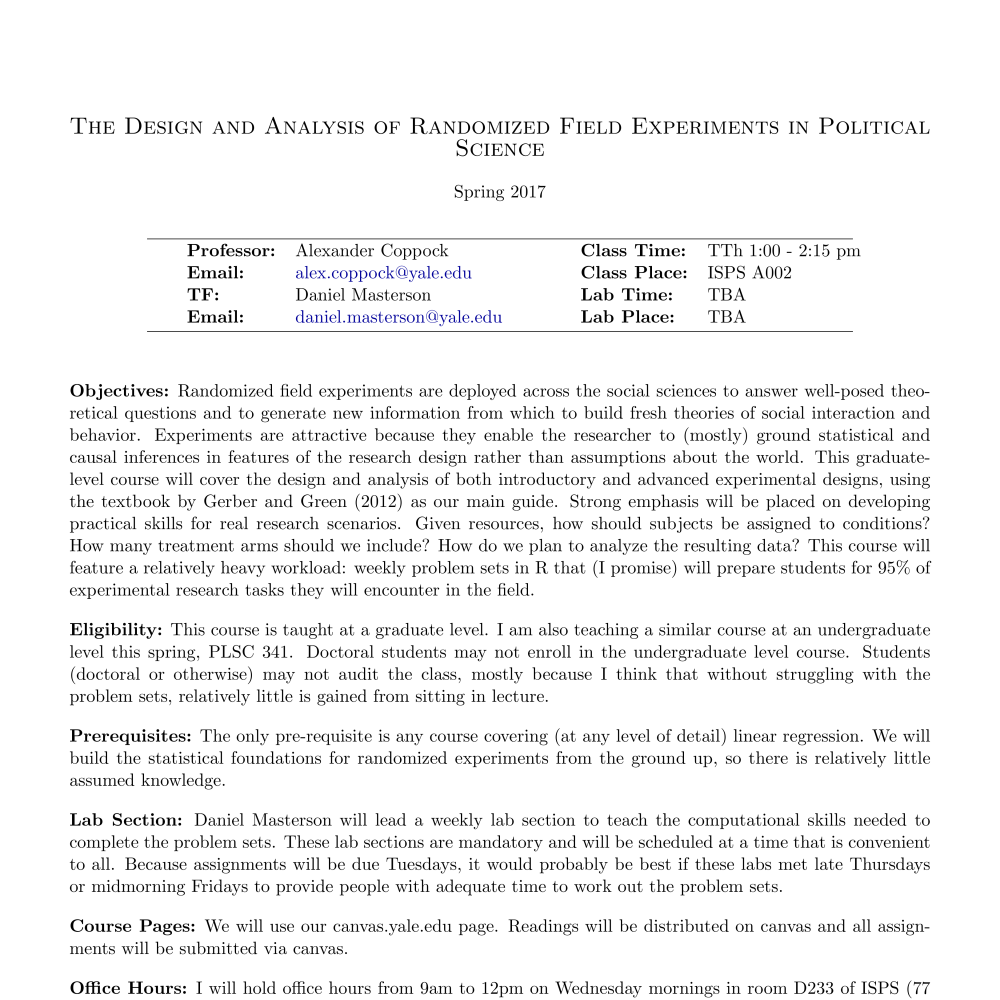 The Design and Analysis of Randomized Field Experiments in Political
Science
Spring 2017
Professor: Alexander Coppock Class Time: TTh 1:00 - 2:15 pm
Email: alex.coppock@yale.edu Class Place: ISPS A002
TF: Daniel Masterson Lab Time: TBA
Email: daniel.masterson@yale.edu Lab Place: TBA
Objectives: Randomized field experiments are deployed across the social sciences to answer well-posed theo-
retical questions and to generate new information from which to build fresh theories of social interaction and
behavior. Experiments are attractive because they enable the researcher to (mostly) ground statistical and
causal inferences in features of the research design rather than assumptions about the world. This graduate-
level course will cover the design and analysis of both introductory and advanced experimental designs, using
the textbook by Gerber and Green (2012) as our main guide. Strong emphasis will be placed on developing
practical skills for real research scenarios. Given resources, how should subjects be assigned to conditions?
How many treatment arms should we include? How do we plan to analyze the resulting data? This course will
feature a relatively heavy workload: weekly problem sets in R that (I promise) will prepare students for 95% of
experimental research tasks they will encounter in the field.
Eligibility: This course is taught at a graduate level. I am also teaching a similar course at an undergraduate
level this spring, PLSC 341. Doctoral students may not enroll in the undergraduate level course. Students
(doctoral or otherwise) may not audit the class, mostly because I think that without struggling with the
problem sets, relatively little is gained from sitting in lecture.
Prerequisites: The only pre-requisite is any course covering (at any level of detail) linear regression. We will
build the statistical foundations for randomized experiments from the ground up, so there is relatively little
assumed knowledge.
Lab Section: Daniel Masterson will lead a weekly lab section to teach the computational skills needed to
complete the problem sets. These lab sections are mandatory and will be scheduled at a time that is convenient
to all. Because assignments will be due Tuesdays, it would probably be best if these labs met late Thursdays
or midmorning Fridays to provide people with adequate time to work out the problem sets.
Course Pages: We will use our canvas.yale.edu page. Readings will be distributed on canvas and all assign-
ments will be submitted via canvas.
Office Hours: I will hold office hours from 9am to 12pm on Wednesday mornings in room D233 of ISPS (77